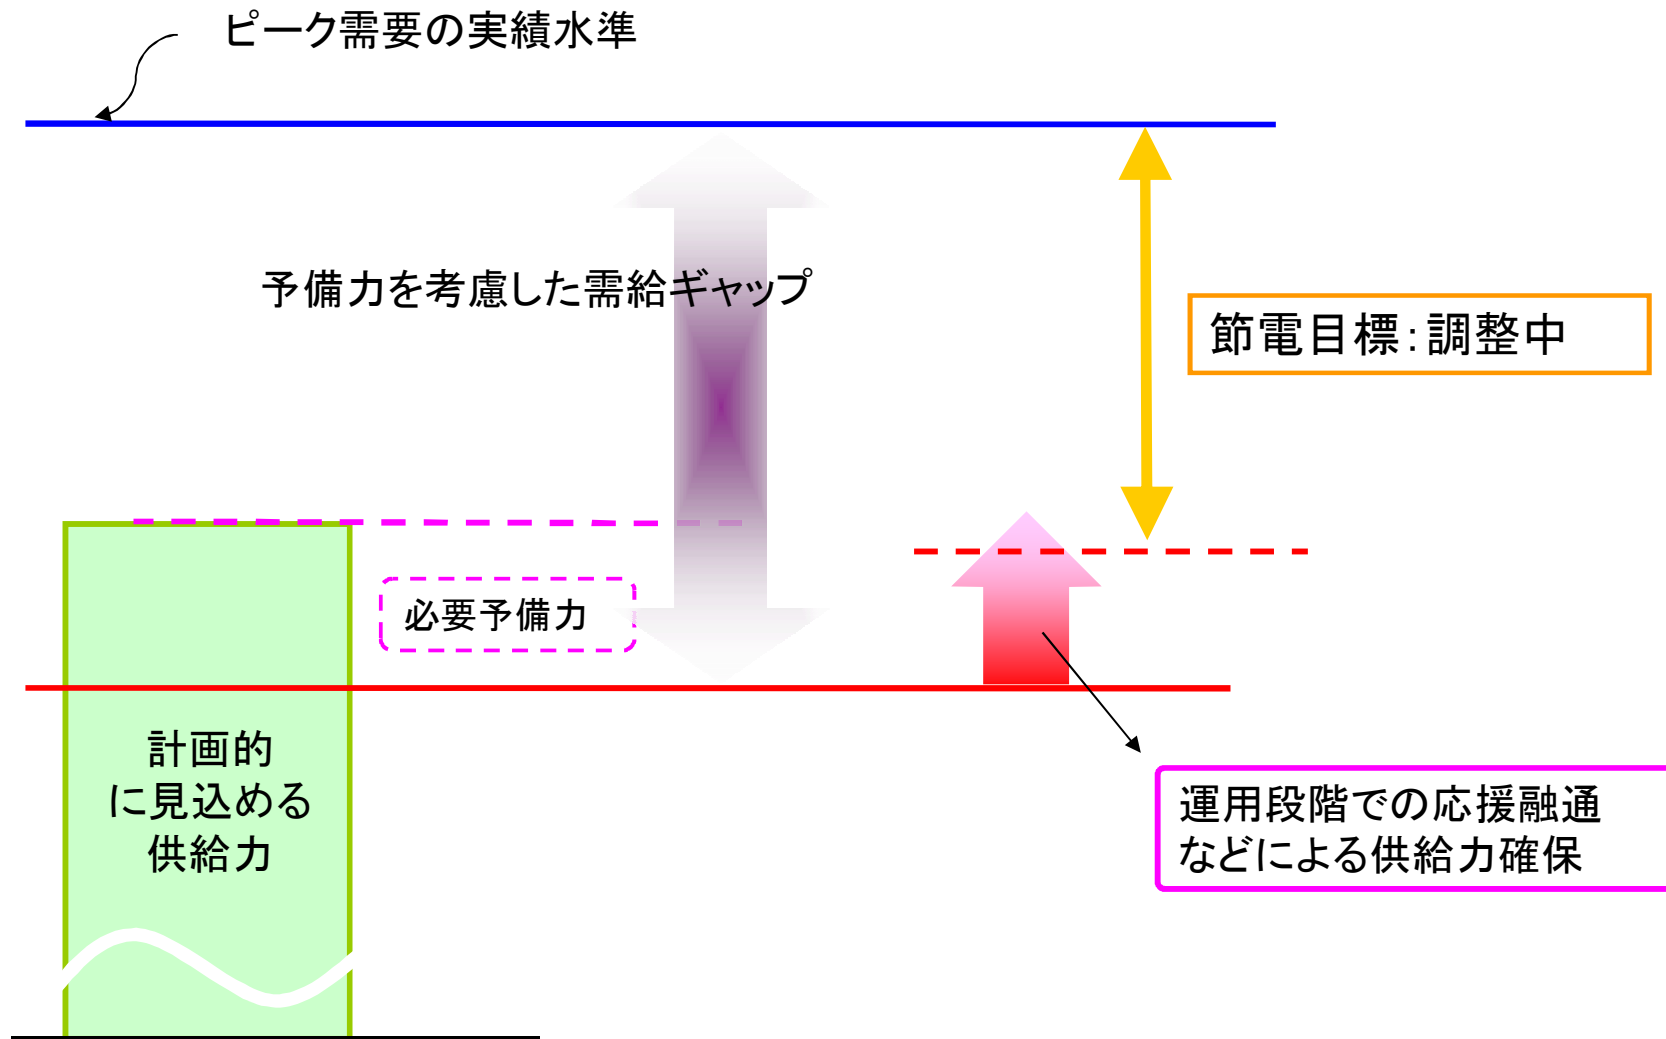 ピーク需要の実績水準
予備力を考慮した需給ギャップ
節電目標:調整中
必要予備力
計画的
に見込める
供給力
運用段階での応援融通
などによる供給力確保